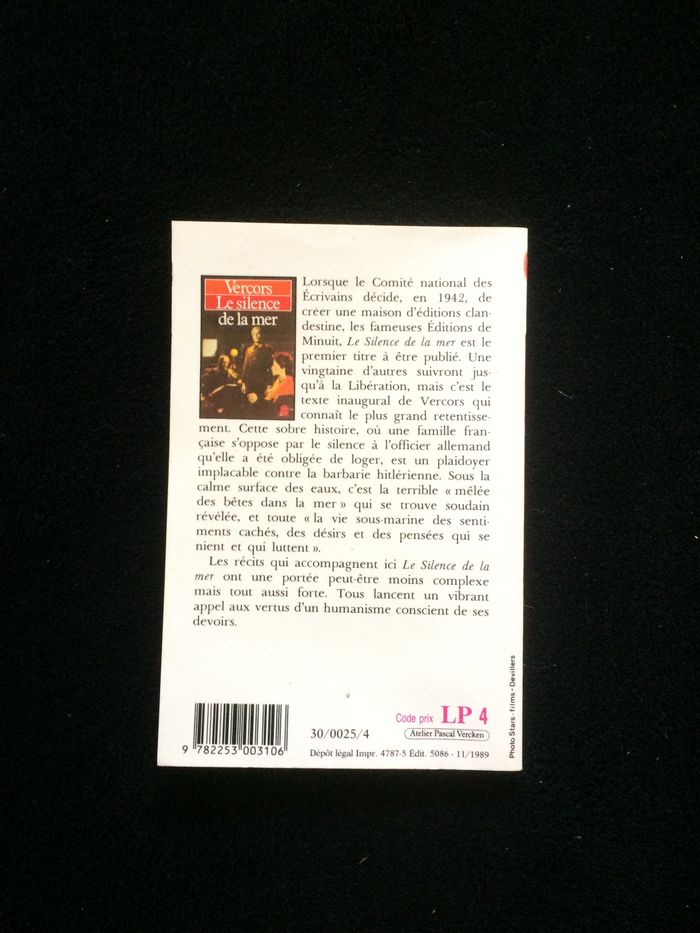 Vercors
Le silence
de la mer
Lorsque le Comité national des
Écrivains décide, en 1942, de
créer une maison d'éditions clan-
destine, les fameuses Éditions de
Minuit, Le Silence de la mer est le
premier titre à être publié. Une
vingtaine d'autres suivront jus-
qu'à la Libération, mais c'est le
texte inaugural de Vercors qui
connaît le plus grand retentisse-
ment. Cette sobre histoire, où une famille fran-
çaise s'oppose par le silence à l'officier allemand
qu'elle a été obligée de loger, est un plaidoyer
implacable contre la barbarie hitlérienne. Sous la
calme surface des eaux, c'est la terrible « mêlée
des bêtes dans la mer » qui se trouve soudain
révélée, et toute « la vie sous-marine des senti-
ments cachés, des désirs et des pensées qui se
nient et qui luttent ».
Les récits qui accompagnent ici Le Silence de la
mer ont une portée peut-être moins complexe
mais tout aussi forte. Tous lancent un vibrant
appel aux vertus d'un humanisme conscient de ses
devoirs.
9 782253 003106
30/0025/4
Code prix LP 4
Atelier Pascal Vercken
Dépôt légal Impr. 4787-5 Édit. 5086 - 11/1989
Photo Stars-films - Devillers